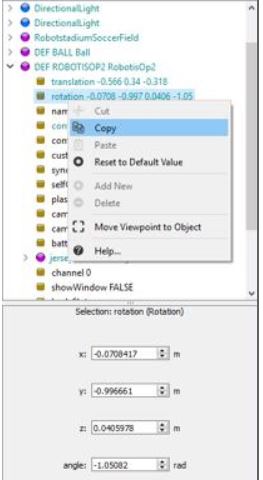 DirectionalLight
DirectionalLight
RobotstadiumSoccerField
DEF BALL Ball
DEF ROBOTISOP2 RobotisOp2
translation -0.566 0.34 -0.318
rotation -0.0708 -0.997 0.0406 -1.05
nam
con
con
cust
sync
self
plas
cam
cam
batt
jerse
channel 0
showWindow FALSE
Cut
Copy
Paste
Reset to Default Value
Add New
Delete
Move Viewpoint to Object
Help...
Selection: rotation (Rotation)
x: -0.0708417 m
y: -0.996661 m
z: 0.0405978 m
angle: -1.05082 rad